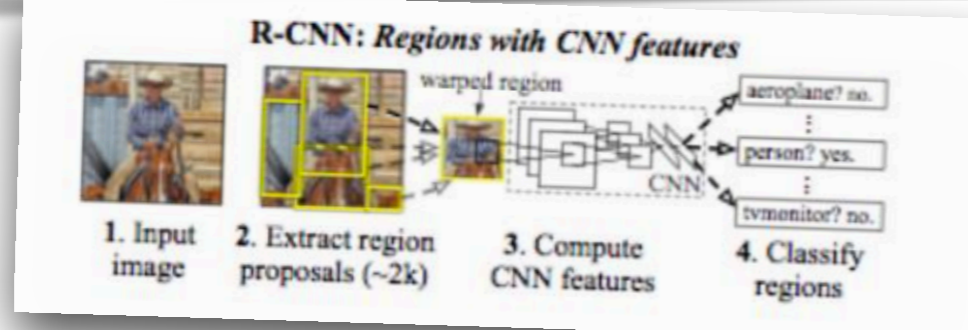 R-CNN: Regions with CNN features
warped region
aeroplane? no.
person? yes.
tvmonitor? no.
CNN
1. Input
image
2. Extract region
proposals (~2k)
3. Compute
CNN features
4. Classify
regions